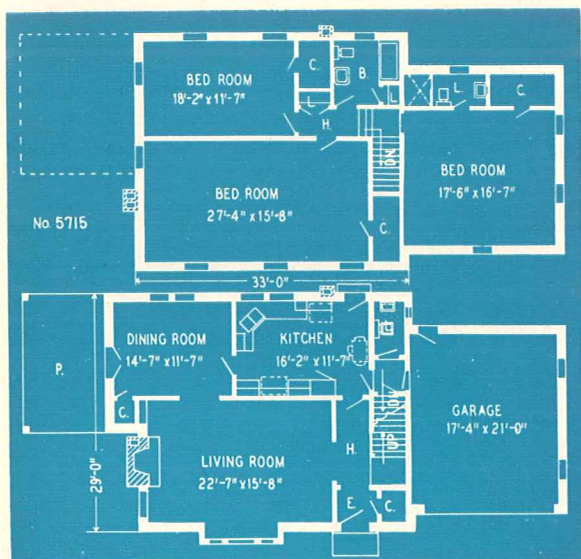 BED ROOM
18'-2" x 11'-7"
C.
B.
L.
L.
H.
L.
C.
DN
BED ROOM
27'-4" x 15'-8"
BED ROOM
17'-6" x 16'-7"
No. 5715
C.
33'-0"
DINING ROOM
14'-7" x 11'-7"
KITCHEN
16'-2" x 11'-7"
P.
C.
GARAGE
17'-4" x 21'-0"
UP
H.
LIVING ROOM
22'-7" x 15'-8"
29'-0"
E.
C.